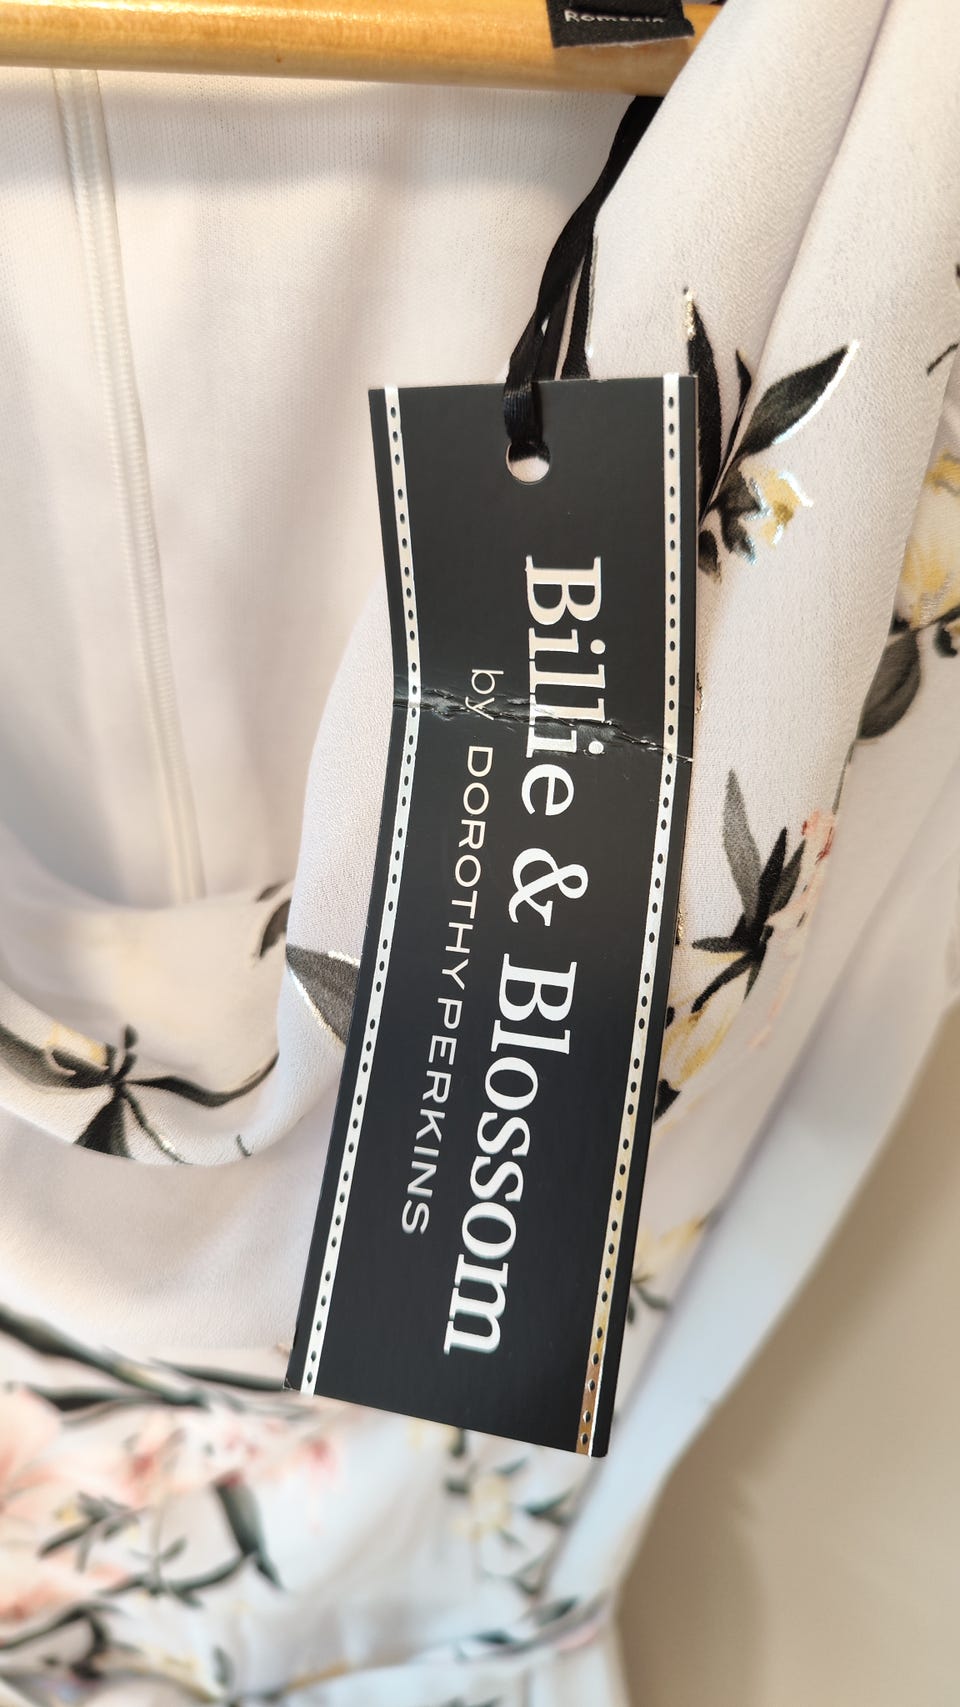 Billie & Blossom
by DOROTHY PERKINS